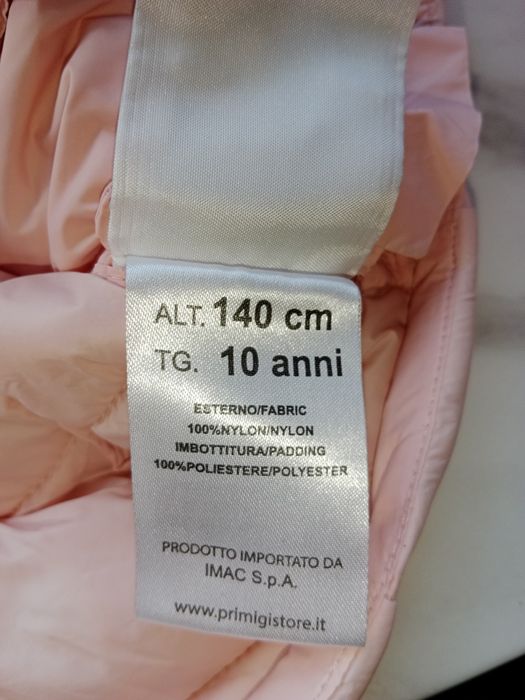 ALT. 140 cm
TG. 10 anni
ESTERNO/FABRIC
100%NYLON/NYLON
IMBOTTITURA/PADDING
100%POLIESTERE/POLYESTER
PRODOTTO IMPORTATO DA
IMAC S.p.A.
www.primigistore.it